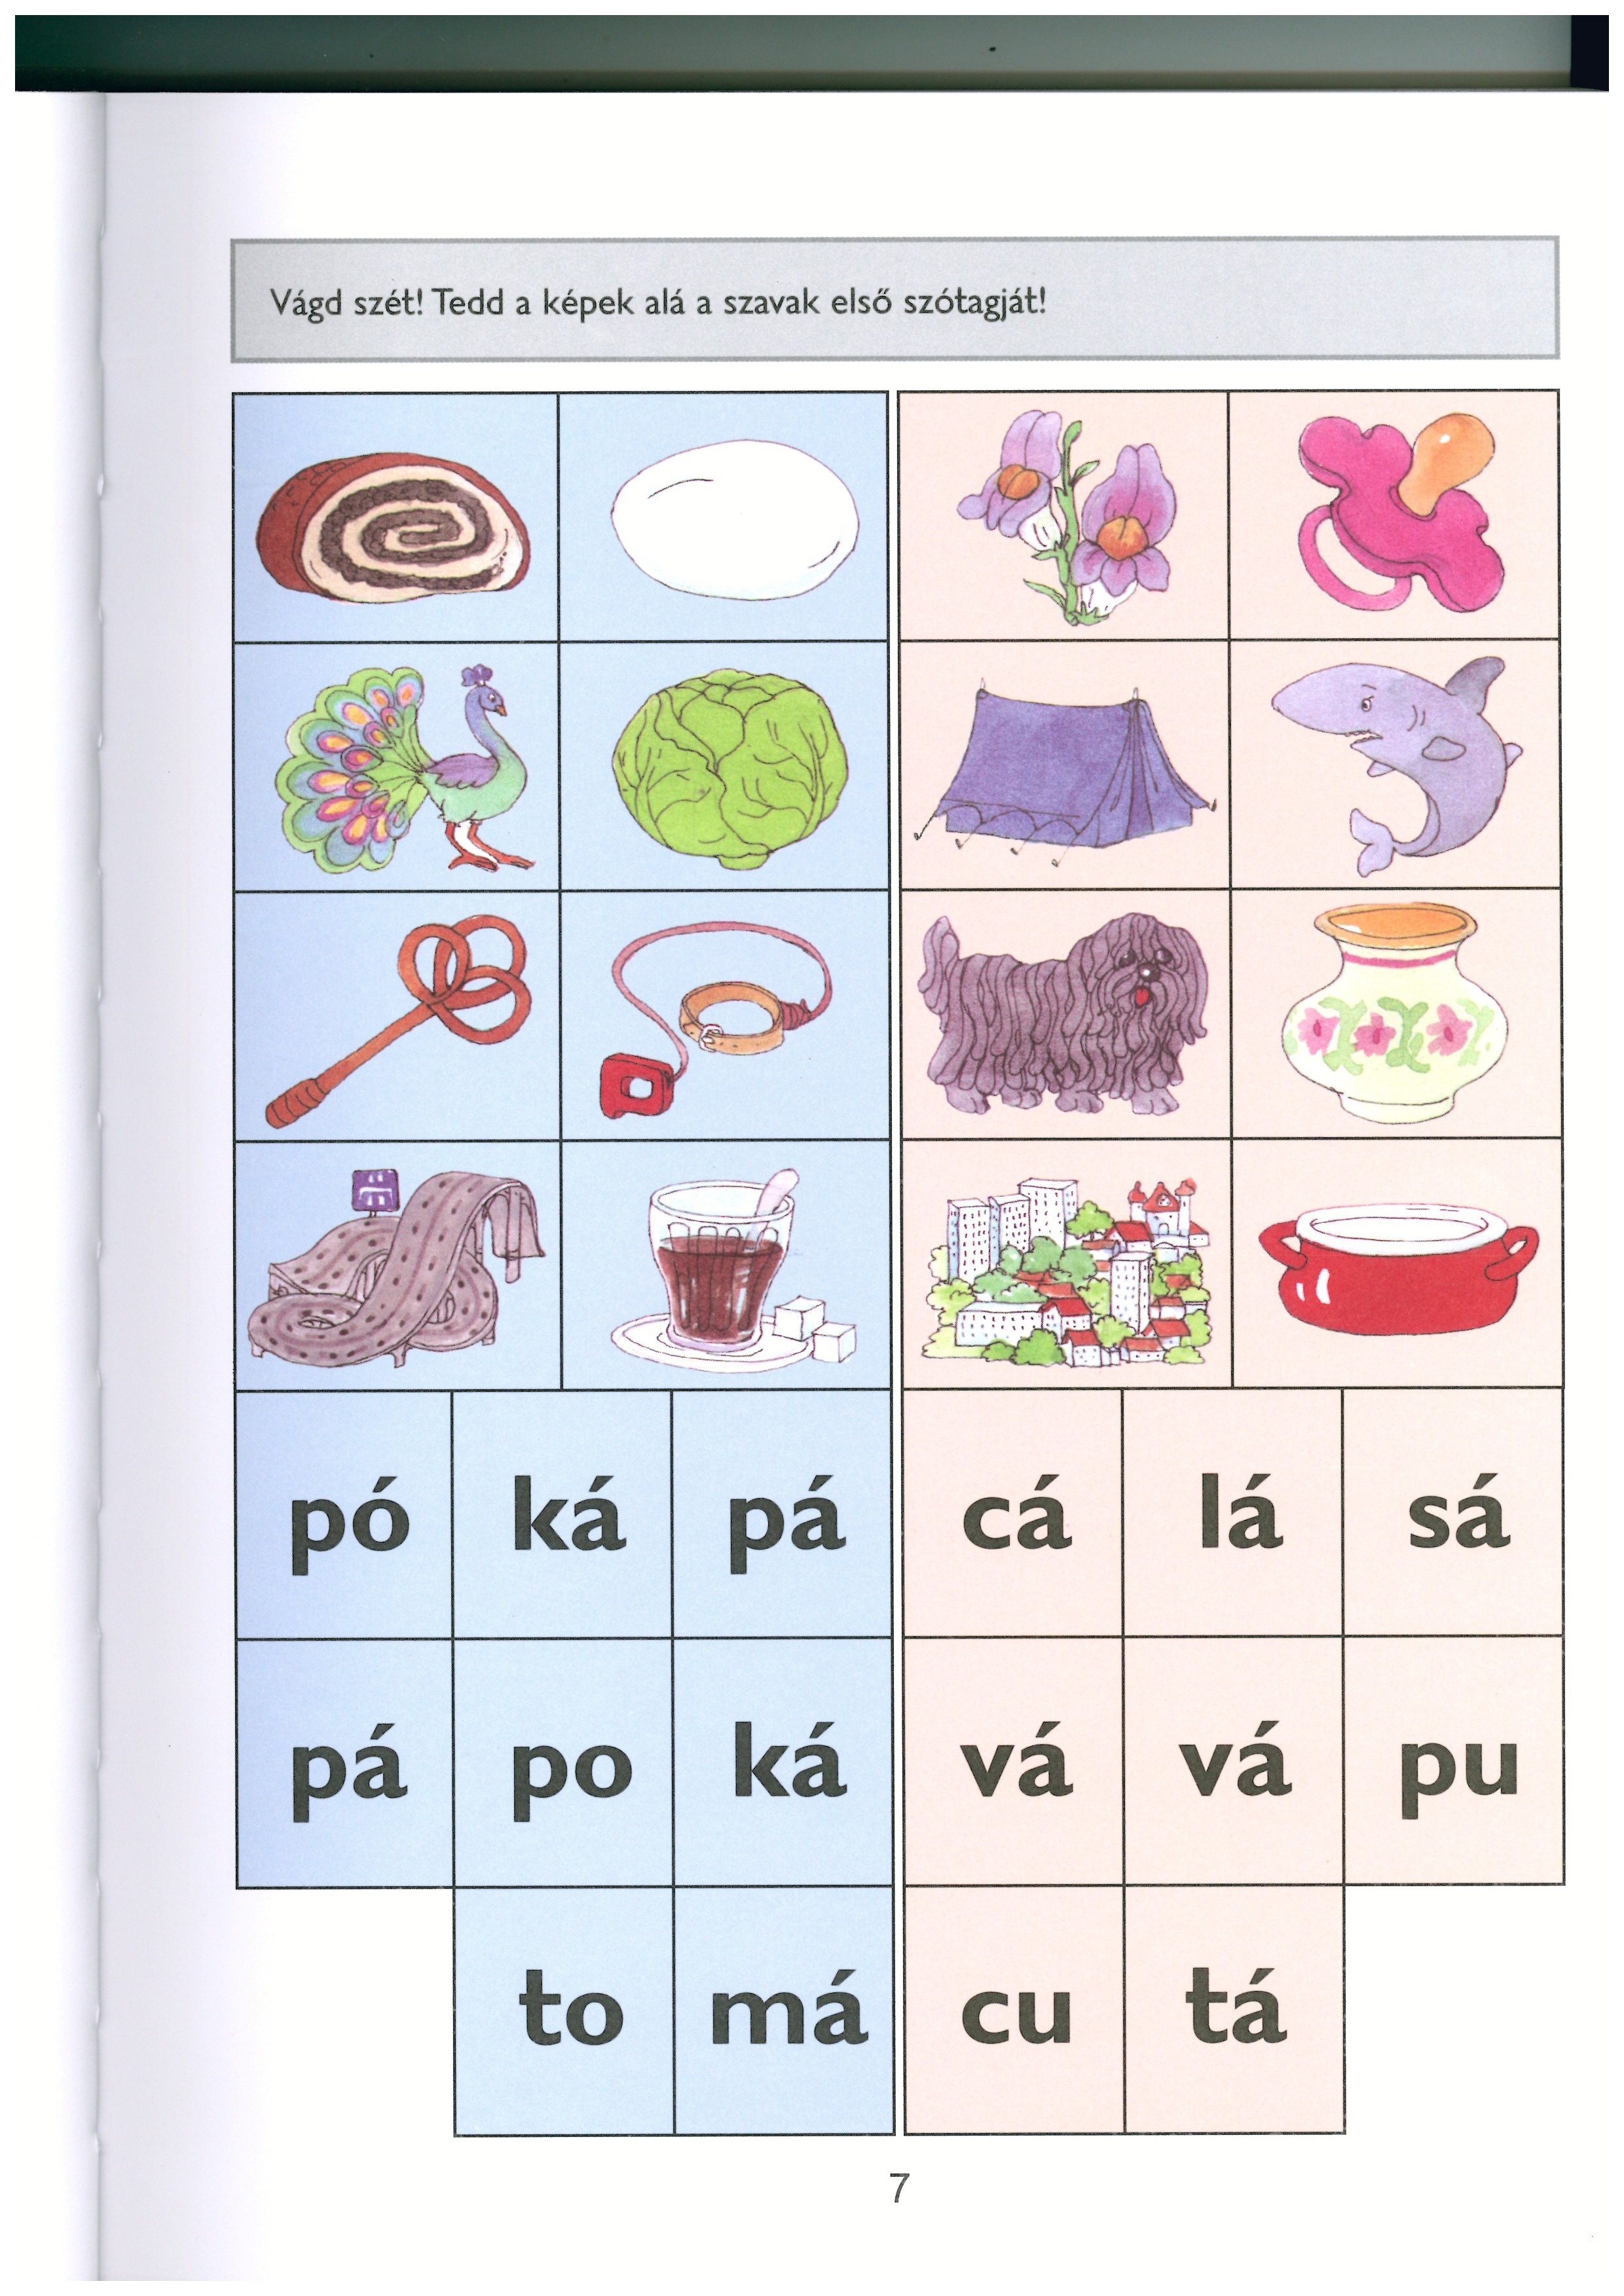 Vágd szét! Tedd a képek alá a szavak első szótagját!
pó ká pá cá lá sá
pá po ká vá vá pu
to má cu tá
7